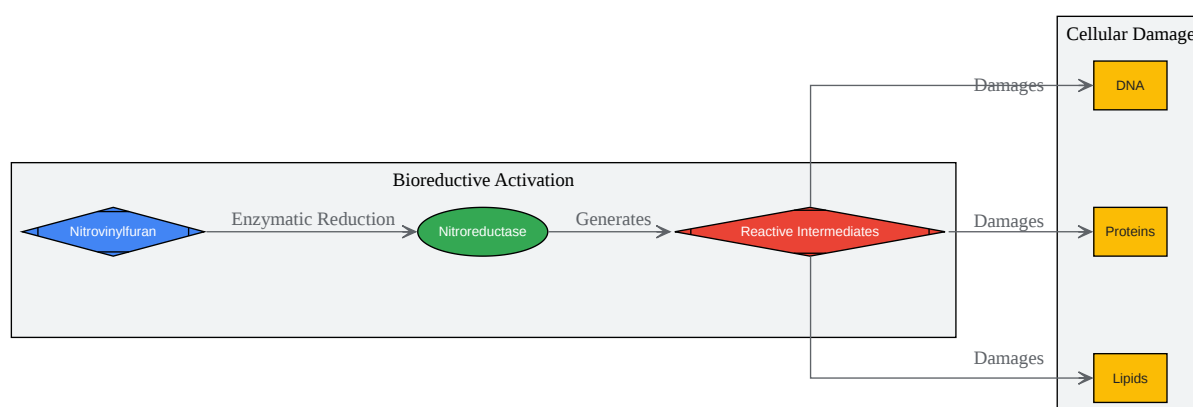 Cellular Damage
Damages
DNA
Bioreductive Activation
Nitrovinylfuran
Enzymatic Reduction
Nitroreductase
Generates
Reactive Intermediates
Damages
Proteins
Damages
Lipids